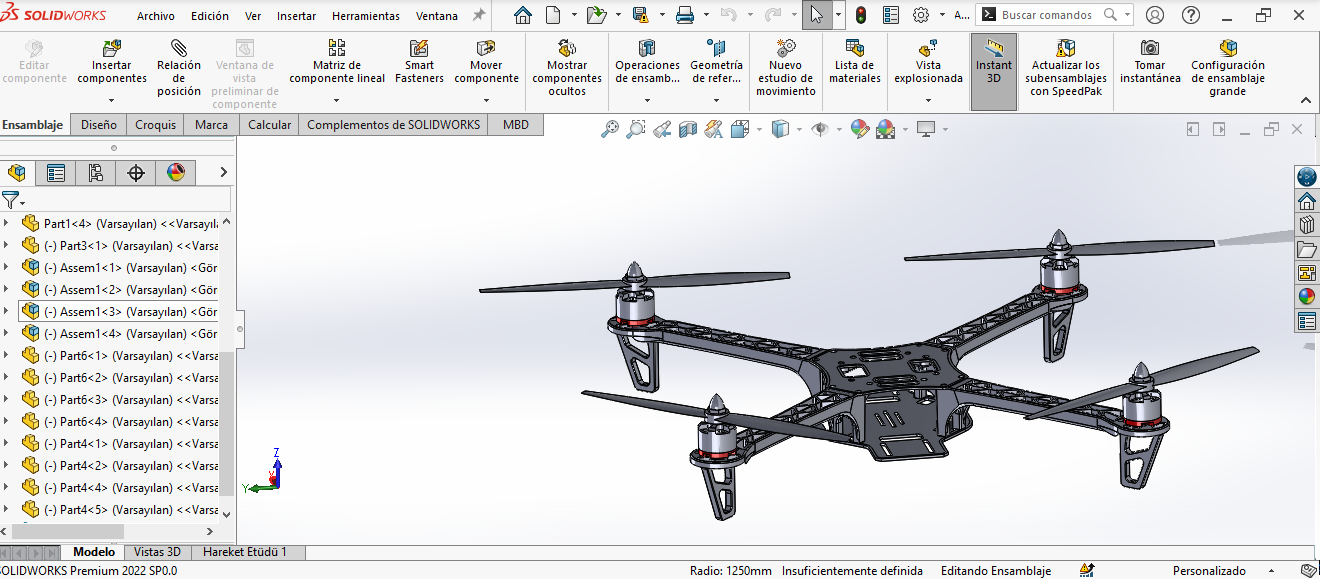 SOLIDWORKS Archivo Edición Ver Insertar Herramientas Ventana A... Buscar comandos
Editar componente
Insertar componentes
Relación de posición
Ventana de vista preliminar de componente
Matriz de componente lineal
Smart Fasteners
Mover componente
Mostrar componentes ocultos
Operaciones de ensamb...
Geometría de refer...
Nuevo estudio de movimiento
Lista de materiales
Vista explosionada
Instant 3D
Actualizar los subensamblajes con SpeedPak
Tomar instantánea
Configuración de ensamblaje grande
Ensamblaje Diseño Croquis Marca Calcular Complementos de SOLIDWORKS MBD
Part1<4> (Varsayılan) <<Varsayıl
(-) Part3<1> (Varsayılan) <<Varsa
(-) Assem1<1> (Varsayılan) <Gör
(-) Assem1<2> (Varsayılan) <Gör
(-) Assem1<3> (Varsayılan) <Gör
(-) Assem1<4> (Varsayılan) <Gör
(-) Part6<1> (Varsayılan) <<Varsa
(-) Part6<2> (Varsayılan) <<Varsa
(-) Part6<3> (Varsayılan) <<Varsa
(-) Part6<4> (Varsayılan) <<Varsa
(-) Part4<1> (Varsayılan) <<Varsa
(-) Part4<2> (Varsayılan) <<Varsa
(-) Part4<4> (Varsayılan) <<Varsa
(-) Part4<5> (Varsayılan) <<Varsa
Z
Y
Modelo Vistas 3D Hareket Etüdü 1
SOLIDWORKS Premium 2022 SP0.0 Radio: 1250mm Insuficientemente definida Editando Ensamblaje Personalizado